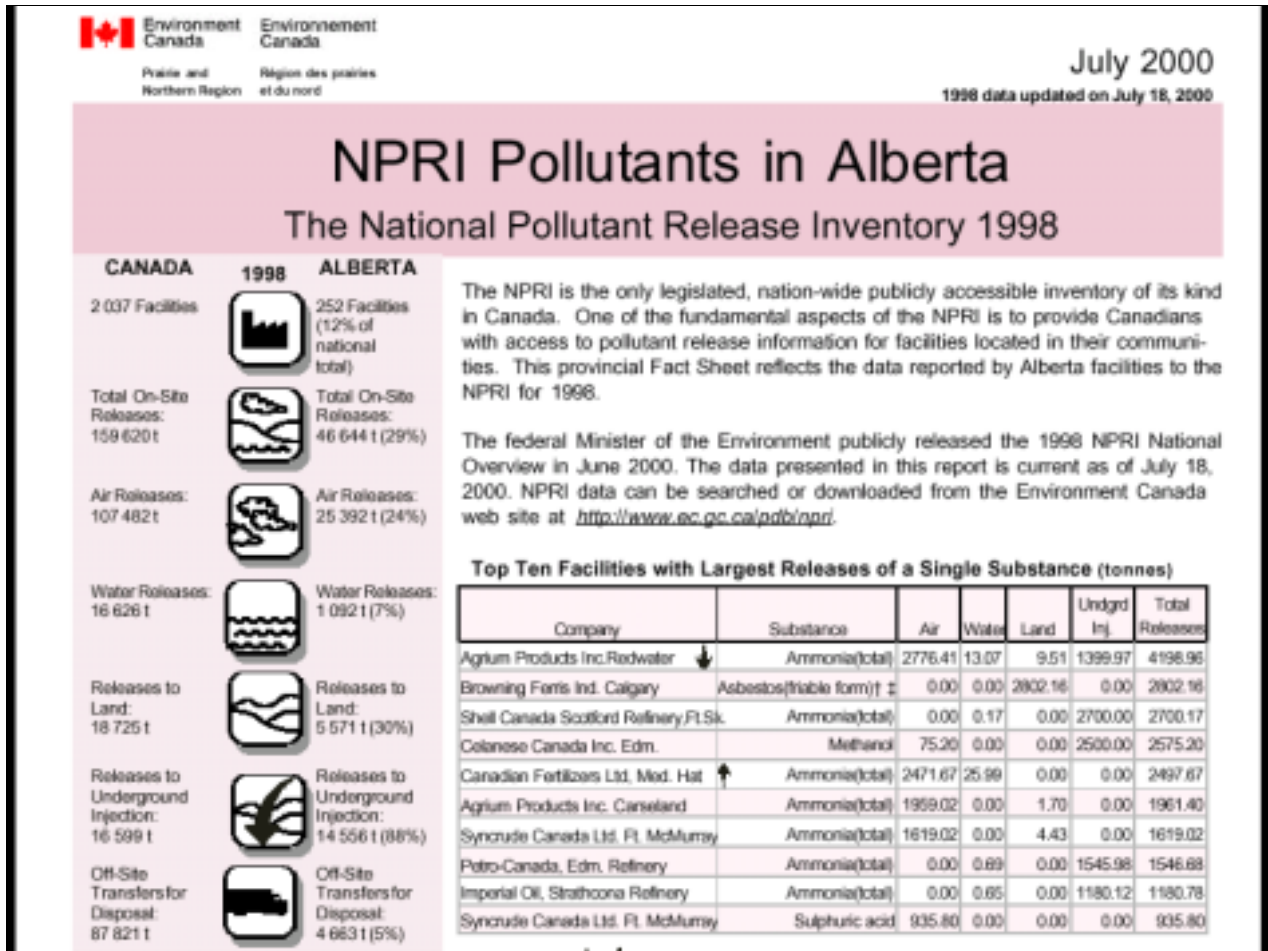 Environment Environnement
Canada Canada
Prairie and Région des prairies
Northern Region et du nord
July 2000
1998 data updated on July 18, 2000
NPRI Pollutants in Alberta
The National Pollutant Release Inventory 1998
CANADA 1998 ALBERTA
2 037 Facilities
252 Facilities
(12% of
national
total)
Total On-Site
Releases:
159 620 t
Total On-Site
Releases:
46 644 t (29%)
Air Releases:
107 482 t
Air Releases:
25 392 t (24%)
Water Releases:
16 626 t
Water Releases:
1 092 t (7%)
Releases to
Land:
18 725 t
Releases to
Land:
5 571 t (30%)
Releases to
Underground
Injection:
16 599 t
Releases to
Underground
Injection:
14 556 t (88%)
Off-Site
Transfers for
Disposal:
87 821 t
Off-Site
Transfers for
Disposal:
4 663 t (5%)
The NPRI is the only legislated, nation-wide publicly accessible inventory of its kind
in Canada. One of the fundamental aspects of the NPRI is to provide Canadians
with access to pollutant release information for facilities located in their communi-
ties. This provincial Fact Sheet reflects the data reported by Alberta facilities to the
NPRI for 1998.
The federal Minister of the Environment publicly released the 1998 NPRI National
Overview in June 2000. The data presented in this report is current as of July 18,
2000. NPRI data can be searched or downloaded from the Environment Canada
web site at http://www.ec.gc.ca/pdb/npri.
Top Ten Facilities with Largest Releases of a Single Substance (tonnes)
Company Substance Air Water Land Undgrd Inj. Total Releases
Agrium Products Inc.Redwater Ammonia(total) 2776.41 13.07 9.51 1399.97 4198.96
Browning Ferris Ind. Calgary Asbestos(friable form)† ‡ 0.00 0.00 2802.16 0.00 2802.16
Shell Canada Scotford Refinery,Ft.Sk. Ammonia(total) 0.00 0.17 0.00 2700.00 2700.17
Celanese Canada Inc. Edm. Methanol 75.20 0.00 0.00 2500.00 2575.20
Canadian Fertilizers Ltd, Med. Hat Ammonia(total) 2471.67 25.99 0.00 0.00 2497.67
Agrium Products Inc. Carseland Ammonia(total) 1959.02 0.00 1.70 0.00 1961.40
Syncrude Canada Ltd. Ft. McMurray Ammonia(total) 1619.02 0.00 4.43 0.00 1619.02
Petro-Canada, Edm. Refinery Ammonia(total) 0.00 0.69 0.00 1545.98 1546.68
Imperial Oil, Strathcona Refinery Ammonia(total) 0.00 0.65 0.00 1180.12 1180.78
Syncrude Canada Ltd. Ft. McMurray Sulphuric acid 935.80 0.00 0.00 0.00 935.80